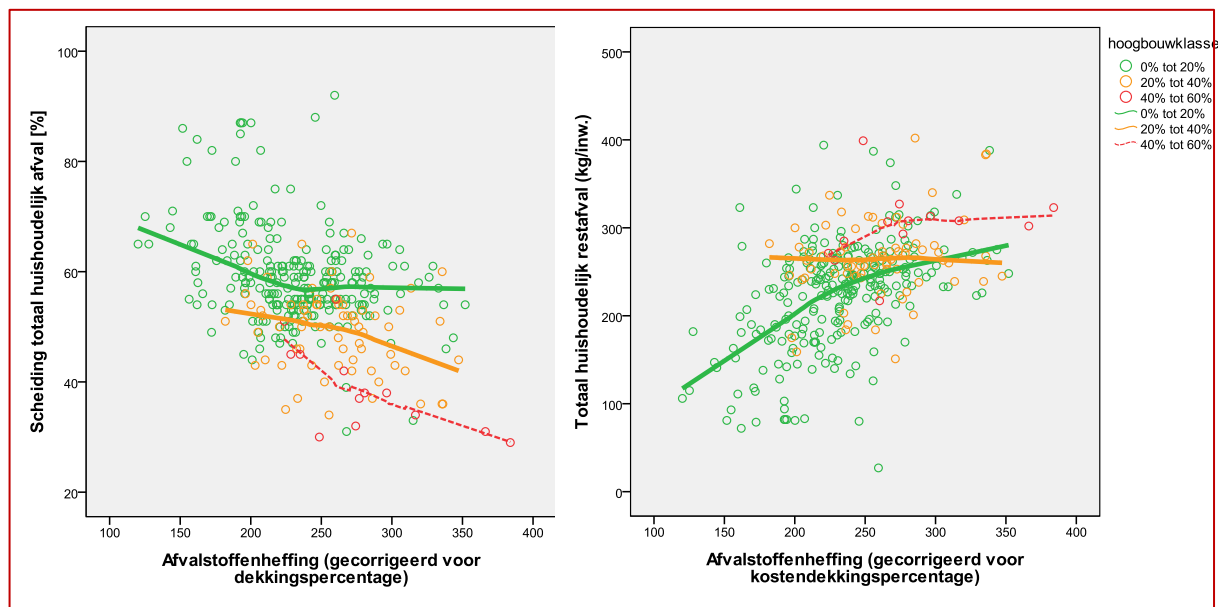 Scheiding totaal huishoudelijk afval [%]
100
80
60
40
20
100 150 200 250 300 350 400
Afvalstoffenheffing (gecorrigeerd voor
dekkingspercentage)
Totaal huishoudelijk restafval (kg/inw.)
500
400
300
200
100
0
100 150 200 250 300 350 400
Afvalstoffenheffing (gecorrigeerd voor
kostendekkingspercentage)
hoogbouwklasse
0% tot 20%
20% tot 40%
40% tot 60%
0% tot 20%
20% tot 40%
40% tot 60%